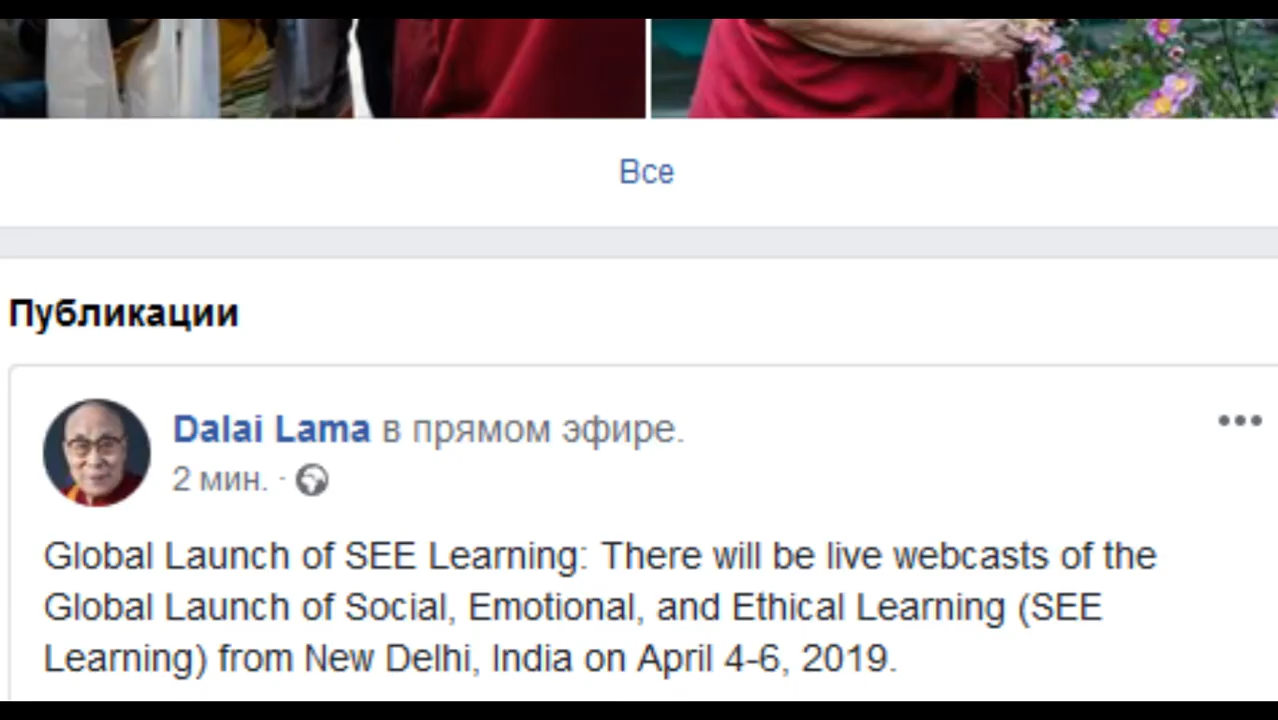 Все
Публикации
Dalai Lama в прямом эфире.
2 мин. ·
Global Launch of SEE Learning: There will be live webcasts of the
Global Launch of Social, Emotional, and Ethical Learning (SEE
Learning) from New Delhi, India on April 4-6, 2019.